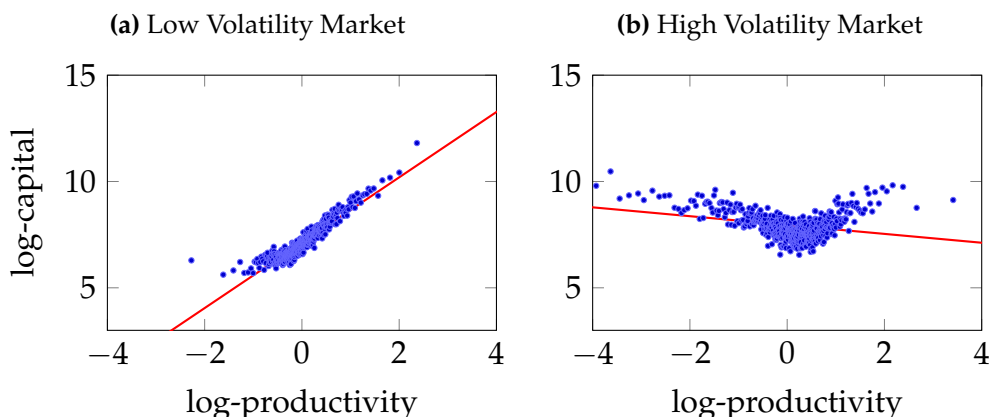 (a) Low Volatility Market
(b) High Volatility Market
15
10
5
log-capital
−4 −2 0 2 4
log-productivity
15
10
5
−4 −2 0 2 4
log-productivity